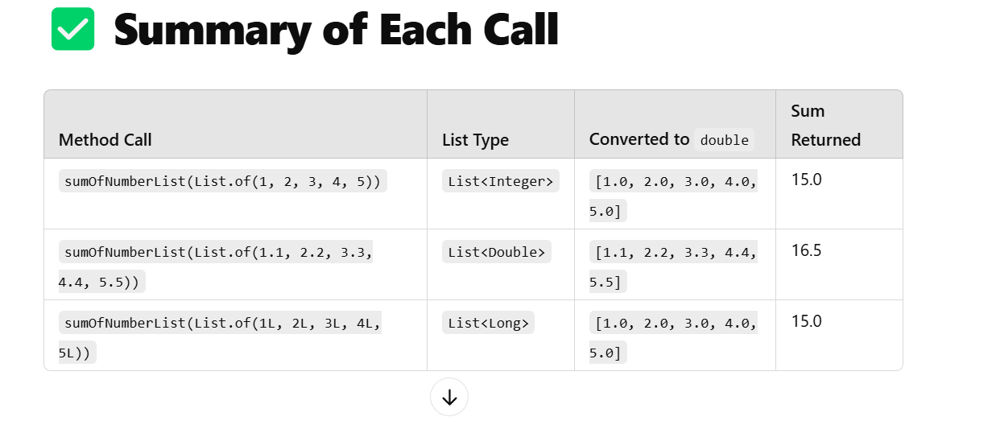 ✅ Summary of Each Call
Sum
Method Call List Type Converted to double Returned
sumOfNumberList(List.of(1, 2, 3, 4, 5)) List<Integer> [1.0, 2.0, 3.0, 4.0, 15.0
5.0]
sumOfNumberList(List.of(1.1, 2.2, 3.3, List<Double> [1.1, 2.2, 3.3, 4.4, 16.5
4.4, 5.5)) 5.5]
sumOfNumberList(List.of(1L, 2L, 3L, 4L, List<Long> [1.0, 2.0, 3.0, 4.0, 15.0
5L)) 5.0]